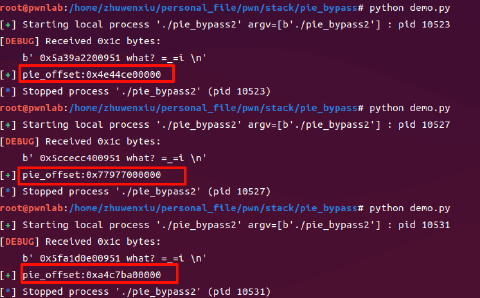 root@pwnlab:/home/zhuwenxiu/personal_file/pwn/stack/pie_bypass# python demo.py
[+] Starting local process './pie_bypass2' argv=[b'./pie_bypass2'] : pid 10523
[DEBUG] Received 0x1c bytes:
b' 0x5a39a2200951 what? =_=i \n'
[+] pie_offset:0x4e44ce00000
[*] Stopped process './pie_bypass2' (pid 10523)
root@pwnlab:/home/zhuwenxiu/personal_file/pwn/stack/pie_bypass# python demo.py
[+] Starting local process './pie_bypass2' argv=[b'./pie_bypass2'] : pid 10527
[DEBUG] Received 0x1c bytes:
b' 0x5ccecc400951 what? =_=i \n'
[+] pie_offset:0x77977000000
[*] Stopped process './pie_bypass2' (pid 10527)
root@pwnlab:/home/zhuwenxiu/personal_file/pwn/stack/pie_bypass# python demo.py
[+] Starting local process './pie_bypass2' argv=[b'./pie_bypass2'] : pid 10531
[DEBUG] Received 0x1c bytes:
b' 0x5fa1d0e00951 what? =_=i \n'
[+] pie_offset:0xa4c7ba00000
[*] Stopped process './pie_bypass2' (pid 10531)